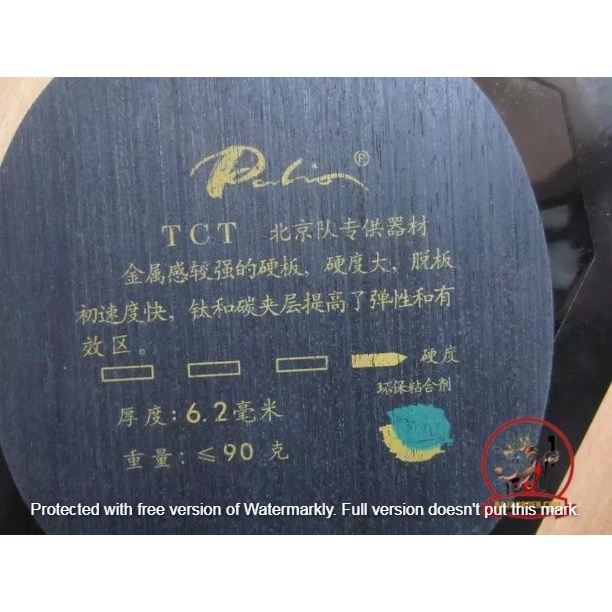 Palio ®
TCT 北京队专供器材
金属感较强的硬板，硬度大，脱板
初速度快，钛和碳夹层提高了弹性和有
效区。
硬度
环保粘合剂
厚度：6.2毫米
重量：≤90 克
Protected with free version of Watermarkly. Full version doesn't put this mark.